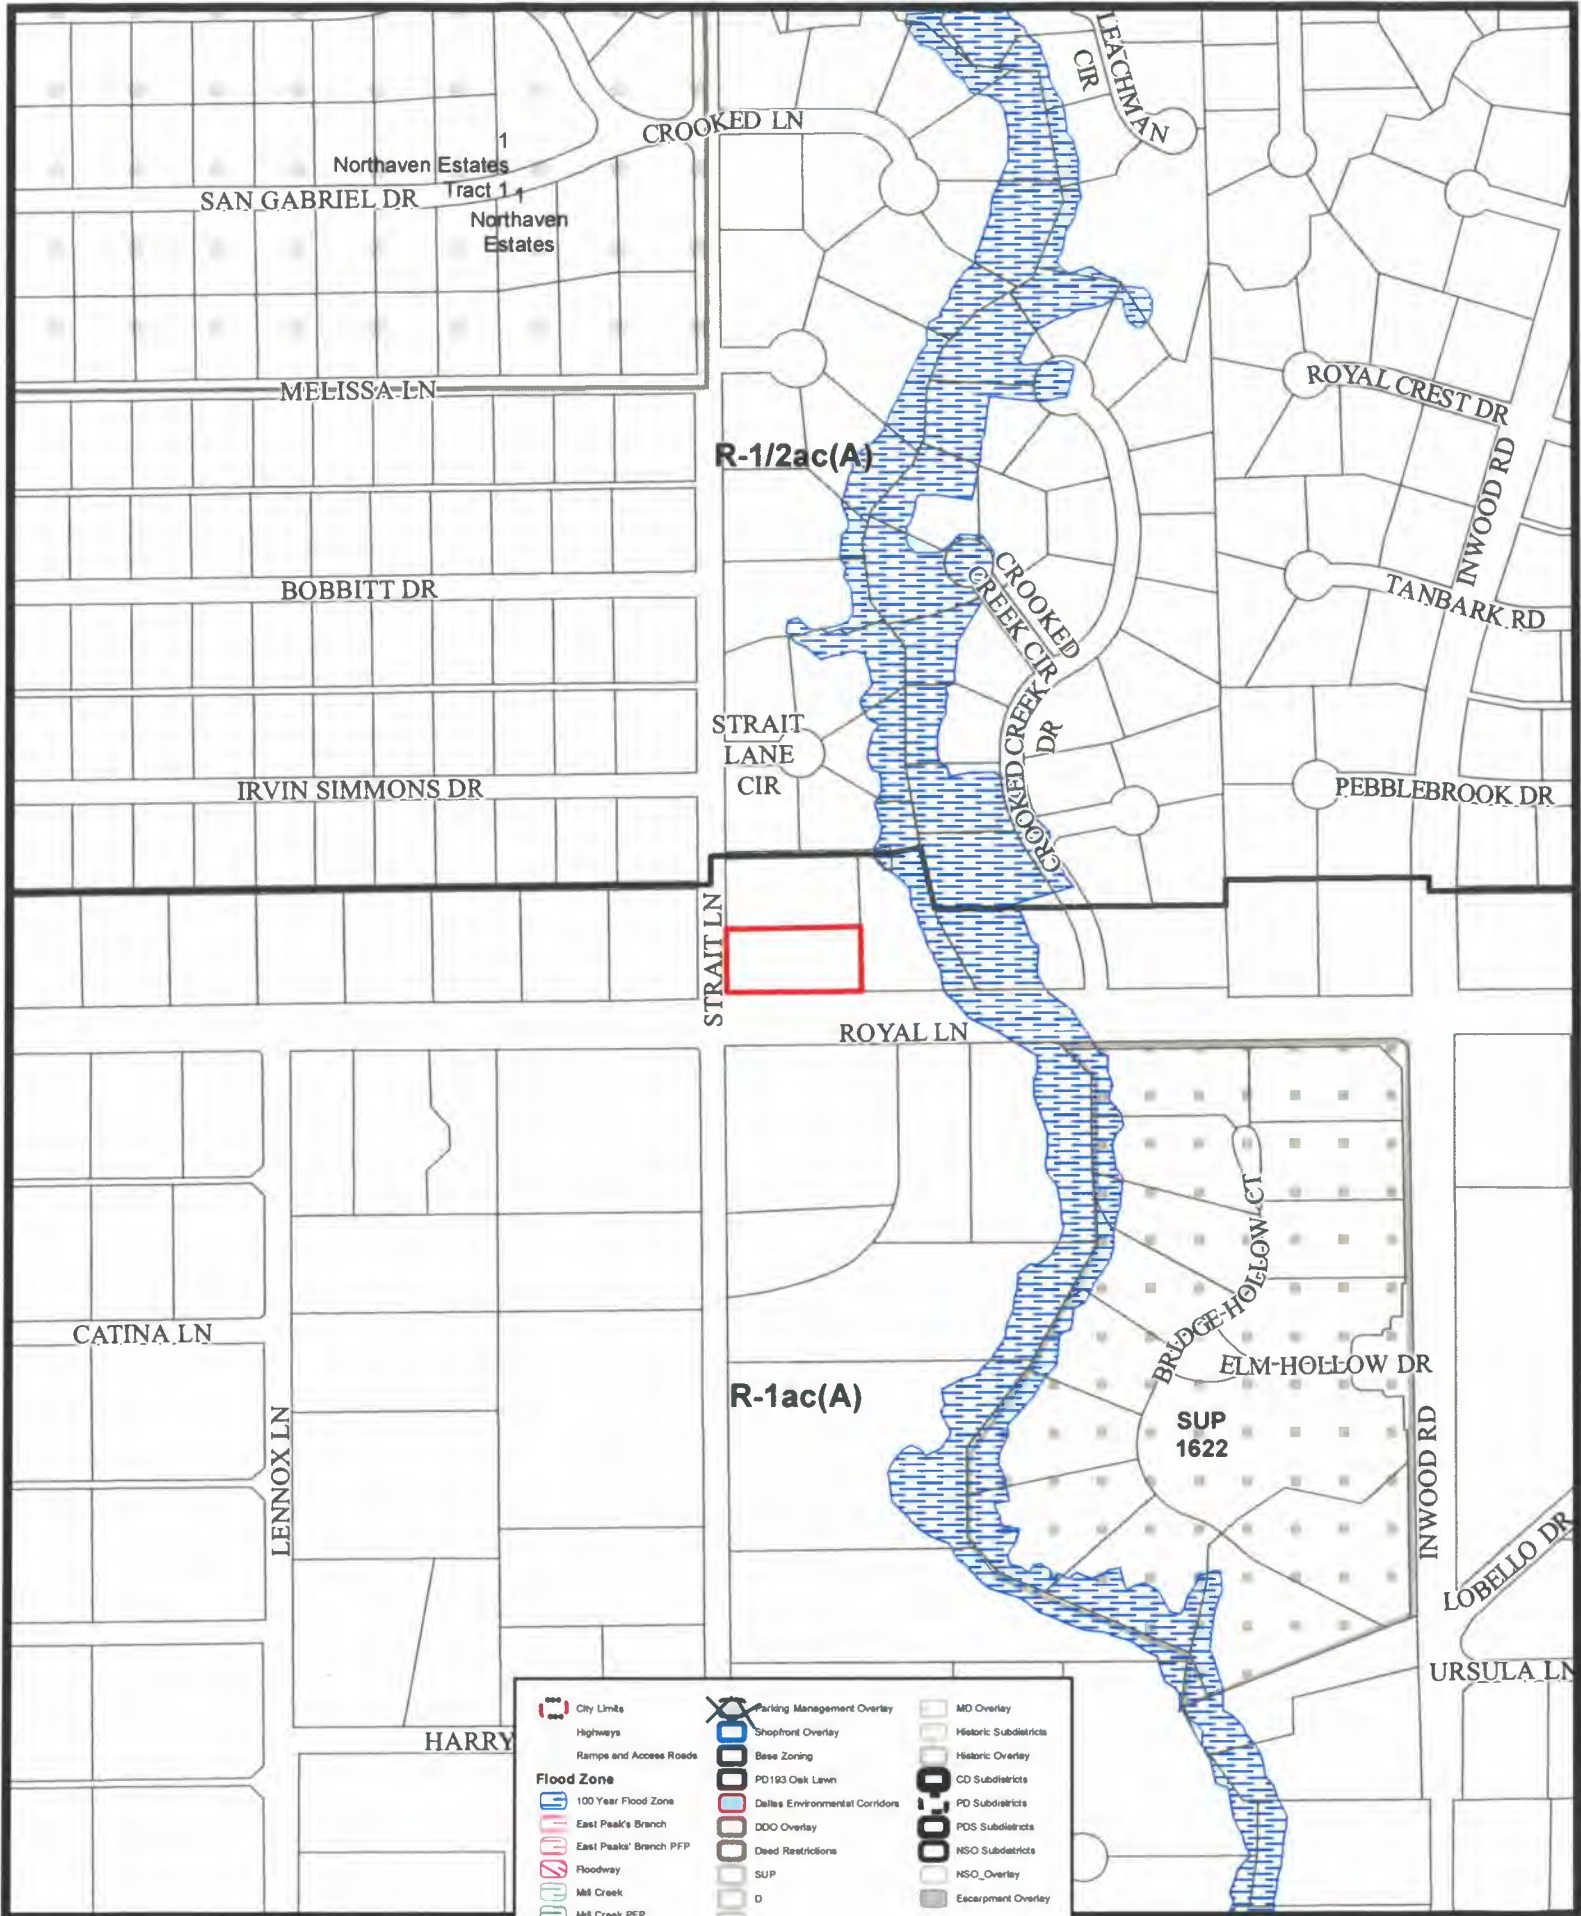 LEACHMAN
CIR
CROOKED LN
1
Northaven Estates
Tract 1
1
SAN GABRIEL DR
Northaven
Estates
MELISSA LN
ROYAL CREST DR
R-1/2ac(A)
INWOOD RD
BOBBITT DR
CROOKED
CREEK CIR
TANBARK RD
STRAIT
LANE
CIR
CROOKED CREEK
DR
IRVIN SIMMONS DR
PEBBLEBROOK DR
CROOK
STRAIT LN
ROYAL LN
BRIDGE-HOLLOW-CT
CATINA LN
ELM-HOLLOW DR
R-1ac(A)
SUP
1622
LENNOX LN
INWOOD RD
LOBELLO DR
URSULA LN
HARRY
City Limits
Highways
Ramps and Access Roads
Flood Zone
100 Year Flood Zone
East Peak's Branch
East Peaks' Branch PFP
Floodway
Mill Creek
Mill Creek PFP
Parking Management Overlay
Shopfront Overlay
Base Zoning
PD193 Oak Lawn
Dallas Environmental Corridors
DDO Overlay
Deed Restrictions
SUP
D
MD Overlay
Historic Subdistricts
Historic Overlay
CD Subdistricts
PD Subdistricts
PDS Subdistricts
NSO Subdistricts
NSO_Overlay
Escarpment Overlay